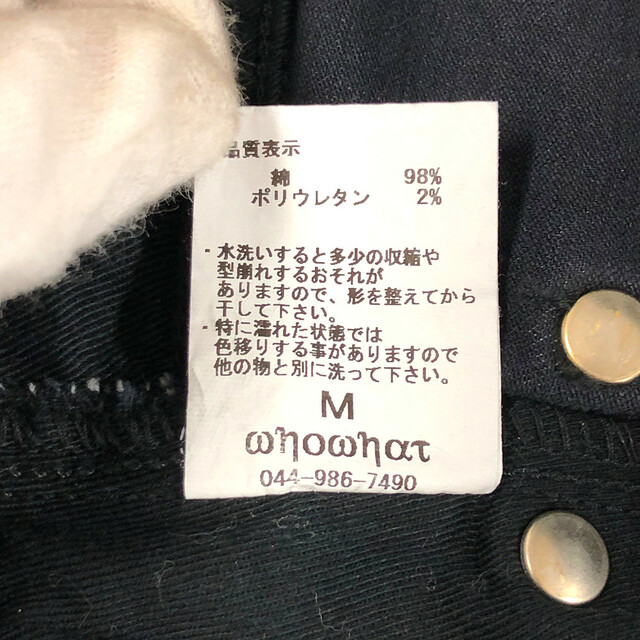 品質表示
綿 98%
ポリウレタン 2%
・水洗いすると多少の収縮や
型崩れするおそれが
ありますので、形を整えてから
干して下さい。
・特に濡れた状態では
色移りする事がありますので
他の物と別に洗って下さい。
M
ωηοωηατ
044-986-7490